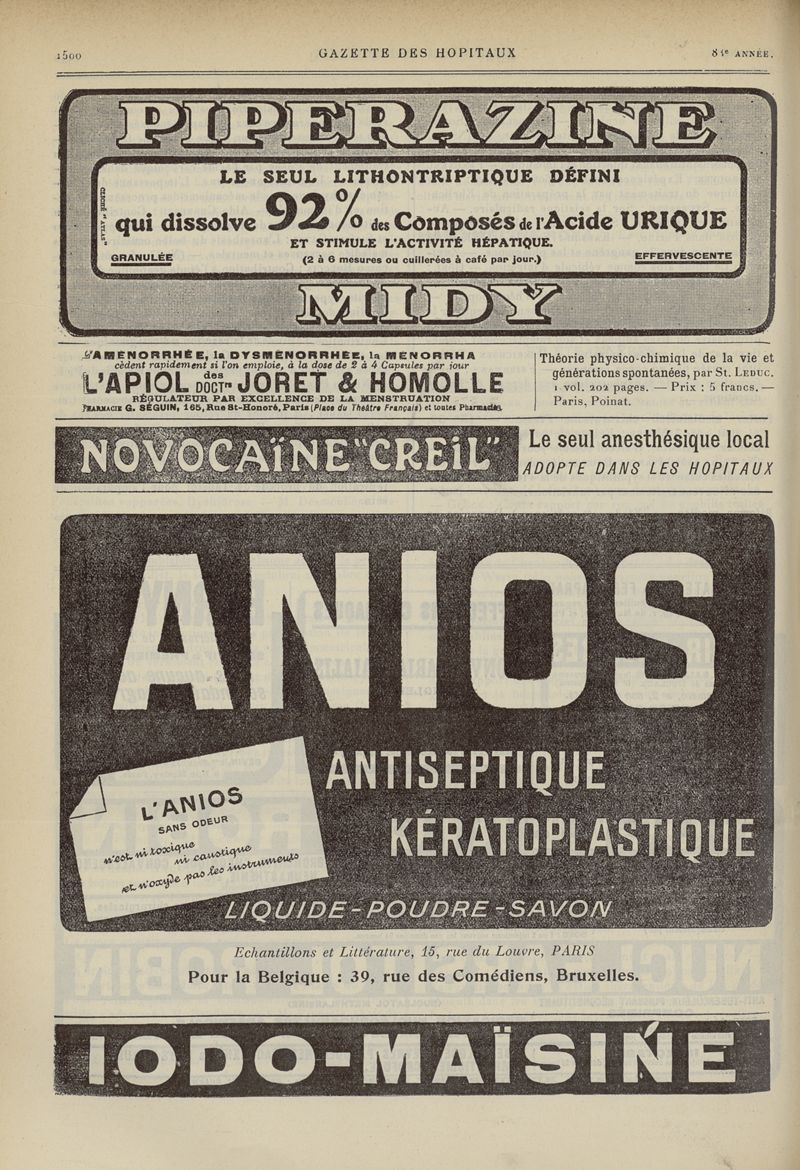 1500
GAZETTE DES HOPITAUX
84e ANNÉE.
PIPERAZINE
LE SEUL LITHONTRIPTIQUE DÉFINI
qui dissolve 92% des Composés de l'Acide URIQUE
ET STIMULE L'ACTIVITÉ HÉPATIQUE.
GRANULÉE
(2 à 6 mesures ou cuillerées à café par jour.)
EFFERVESCENTE
MIDY
L'AMENORRHÉE, la DYSMENORRHÉE, la MENORRHA
cèdent rapidement si l'on emploie, à la dose de 2 à 4 Capsules par jour
L'APIOL des DOCTrs JORET & HOMOLLE
RÉGULATEUR PAR EXCELLENCE DE LA MENSTRUATION
PHARMACIE G. SÉGUIN, 165, Rue St-Honoré, Paris (Place du Théâtre Français) et toutes Pharmacies
Théorie physico-chimique de la vie et
générations spontanées, par St. LEDUC.
1 vol. 202 pages. — Prix : 5 francs. —
Paris, Poinat.
NOVOCAÏNE "CREIL"
Le seul anesthésique local
ADOPTE DANS LES HOPITAUX
ANIOS
ANTISEPTIQUE
KÉRATOPLASTIQUE
L'ANIOS
SANS ODEUR
n'est ni toxique
ni caustique
et n'oxyde pas les instruments
LIQUIDE - POUDRE - SAVON
Echantillons et Littérature, 15, rue du Louvre, PARIS
Pour la Belgique : 39, rue des Comédiens, Bruxelles.
IODO-MAÏSINE